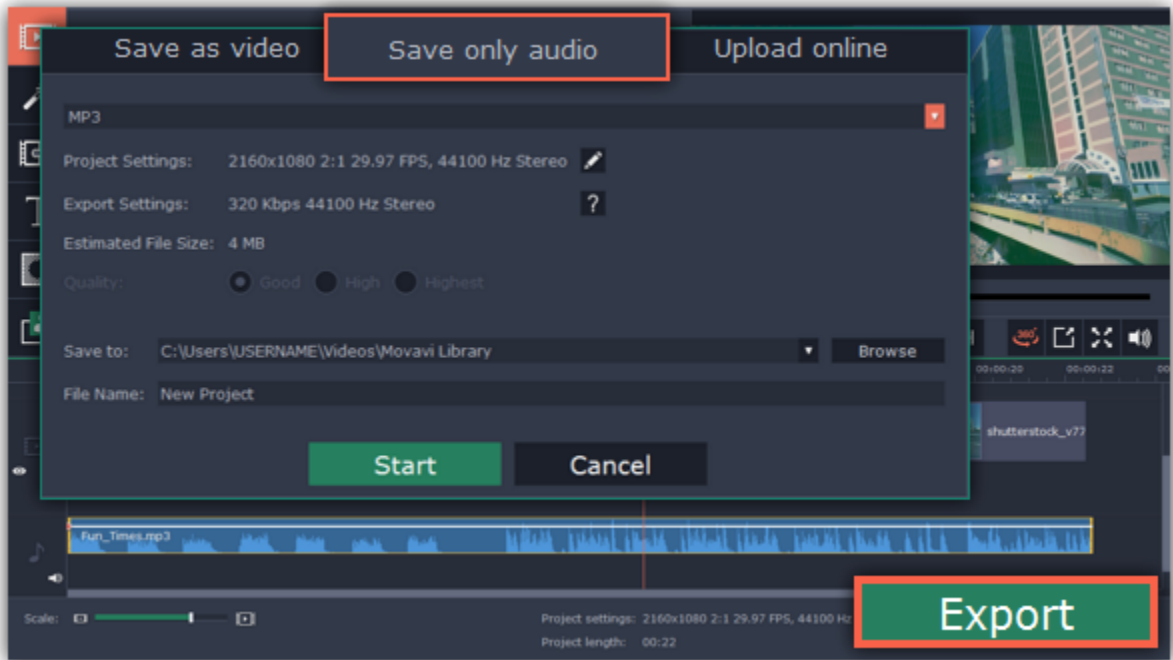 Save as video
Save only audio
Upload online
MP3
Project Settings: 2160x1080 2:1 29.97 FPS, 44100 Hz Stereo
Export Settings: 320 Kbps 44100 Hz Stereo
?
Estimated File Size: 4 MB
Quality: Good High Highest
360°
Save to: C:\Users\USERNAME\Videos\Movavi Library
Browse
00:00:20 00:00:22 00
File Name: New Project
shutterstock_v77
Start
Cancel
Fun_Times.mp3
Scale:
Project settings: 2160x1080 2:1 29.97 FPS, 44100 Hz
Project length: 00:22
Export